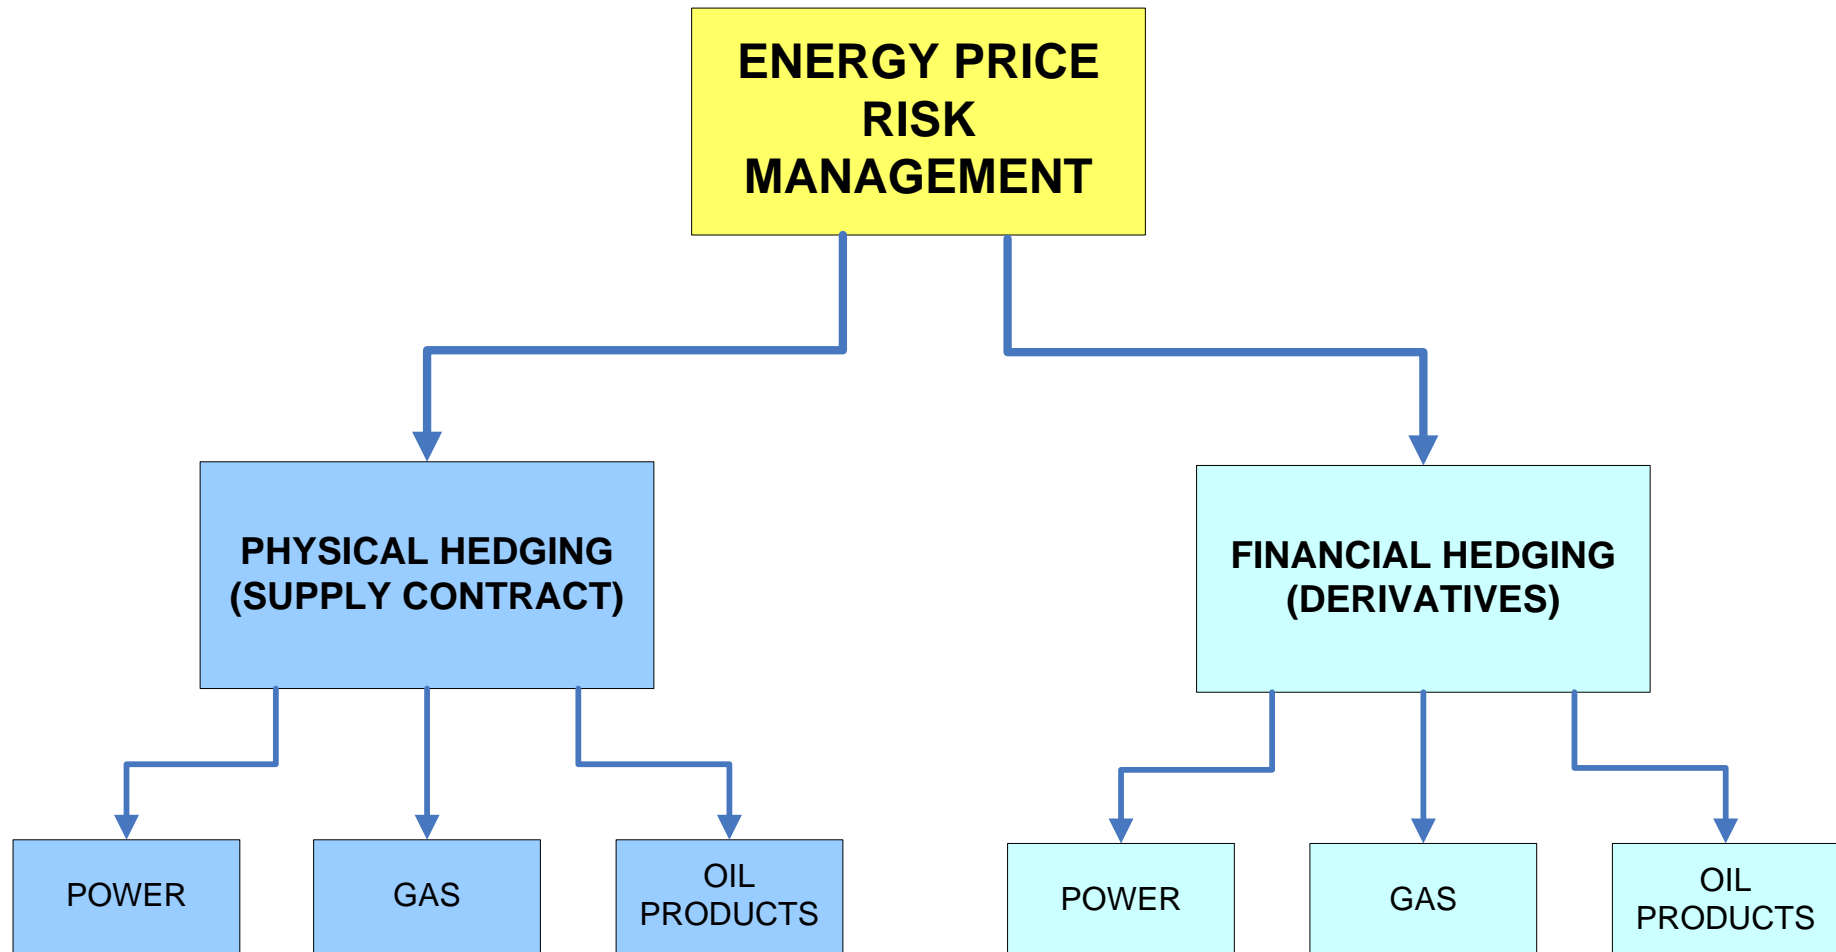 ENERGY PRICE
RISK
MANAGEMENT
PHYSICAL HEDGING
(SUPPLY CONTRACT)
FINANCIAL HEDGING
(DERIVATIVES)
POWER
GAS
OIL
PRODUCTS
POWER
GAS
OIL
PRODUCTS